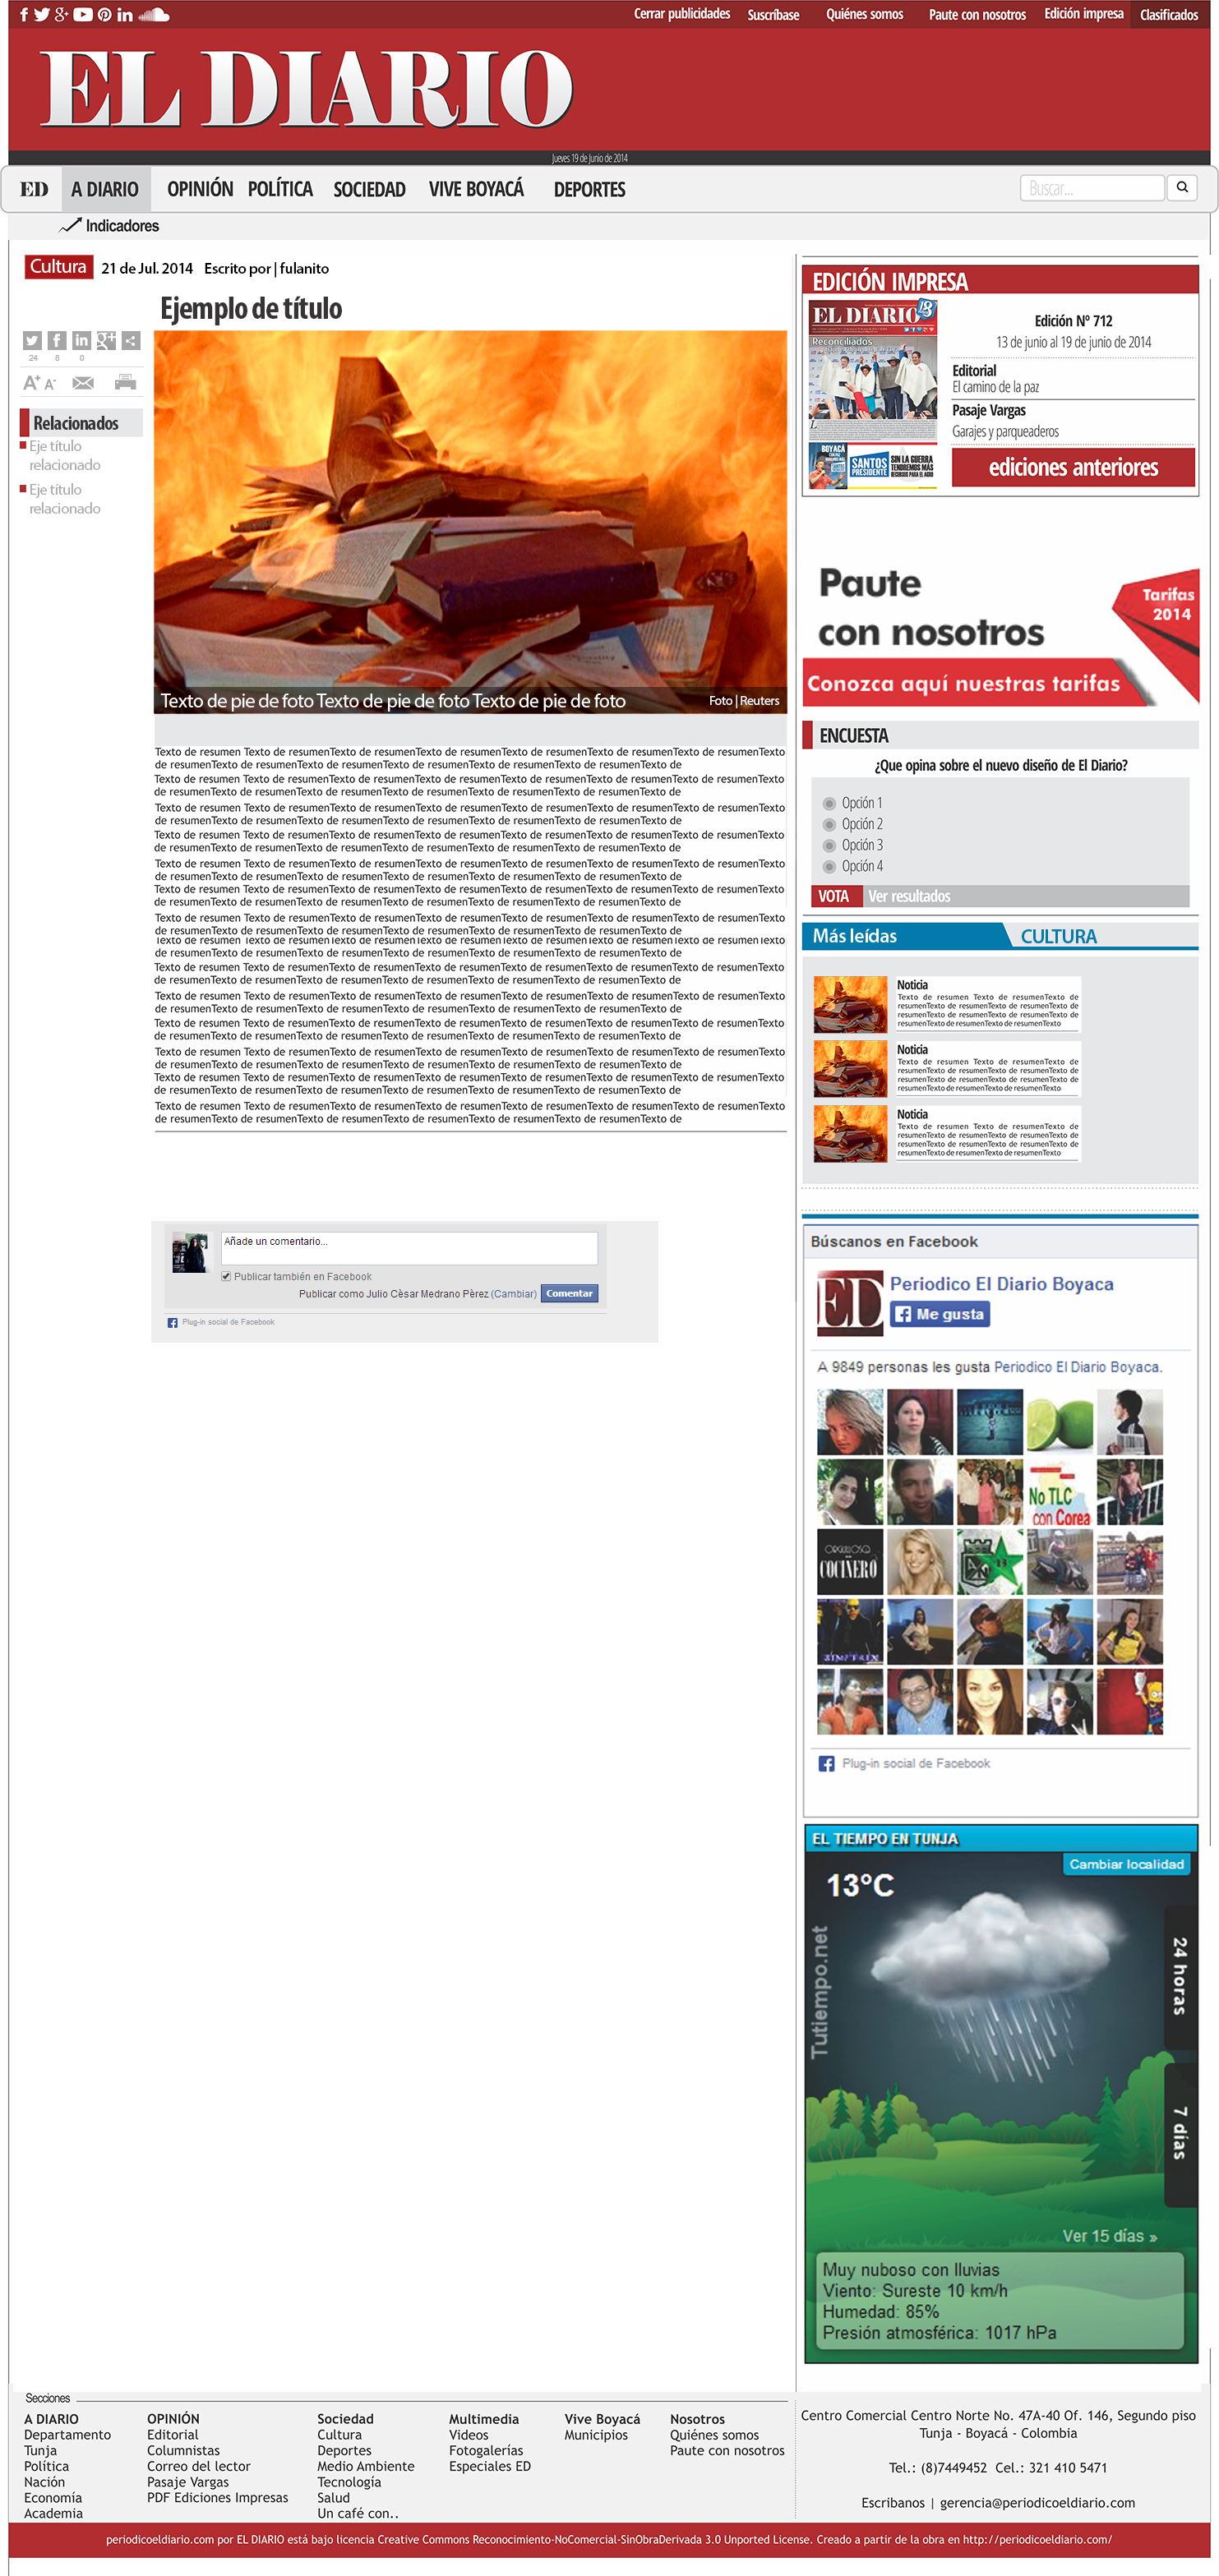 Cerrar publicidades Suscríbase Quiénes somos Paute con nosotros Edición impresa Clasificados
EL DIARIO
Jueves 19 de Junio de 2014
ED A DIARIO OPINIÓN POLÍTICA SOCIEDAD VIVE BOYACÁ DEPORTES Buscar...
Indicadores
Cultura 21 de Jul. 2014 Escrito por | fulanito
Ejemplo de título
24 8 0
A+ A-
Relacionados
Eje título
relacionado
Eje título
relacionado
Texto de pie de foto Texto de pie de foto Texto de pie de foto Foto | Reuters
Texto de resumen Texto de resumenTexto de resumenTexto de resumenTexto de resumenTexto de resumenTexto de resumenTexto
de resumenTexto de resumenTexto de resumenTexto de resumenTexto de resumenTexto de
Texto de resumen Texto de resumenTexto de resumenTexto de resumenTexto de resumenTexto de resumenTexto de resumenTexto
de resumenTexto de resumenTexto de resumenTexto de resumenTexto de resumenTexto de
Texto de resumen Texto de resumenTexto de resumenTexto de resumenTexto de resumenTexto de resumenTexto de resumenTexto
de resumenTexto de resumenTexto de resumenTexto de resumenTexto de resumenTexto de
Texto de resumen Texto de resumenTexto de resumenTexto de resumenTexto de resumenTexto de resumenTexto de resumenTexto
de resumenTexto de resumenTexto de resumenTexto de resumenTexto de resumenTexto de
Texto de resumen Texto de resumenTexto de resumenTexto de resumenTexto de resumenTexto de resumenTexto de resumenTexto
de resumenTexto de resumenTexto de resumenTexto de resumenTexto de resumenTexto de
Texto de resumen Texto de resumenTexto de resumenTexto de resumenTexto de resumenTexto de resumenTexto de resumenTexto
de resumenTexto de resumenTexto de resumenTexto de resumenTexto de resumenTexto de
Texto de resumen Texto de resumenTexto de resumenTexto de resumenTexto de resumenTexto de resumenTexto de resumenTexto
de resumenTexto de resumenTexto de resumenTexto de resumenTexto de resumenTexto de
Texto de resumen Texto de resumenTexto de resumenTexto de resumenTexto de resumenTexto de resumenTexto de resumenTexto
de resumenTexto de resumenTexto de resumenTexto de resumenTexto de resumenTexto de
Texto de resumen Texto de resumenTexto de resumenTexto de resumenTexto de resumenTexto de resumenTexto de resumenTexto
de resumenTexto de resumenTexto de resumenTexto de resumenTexto de resumenTexto de
Texto de resumen Texto de resumenTexto de resumenTexto de resumenTexto de resumenTexto de resumenTexto de resumenTexto
de resumenTexto de resumenTexto de resumenTexto de resumenTexto de resumenTexto de
Texto de resumen Texto de resumenTexto de resumenTexto de resumenTexto de resumenTexto de resumenTexto de resumenTexto
de resumenTexto de resumenTexto de resumenTexto de resumenTexto de resumenTexto de
Texto de resumen Texto de resumenTexto de resumenTexto de resumenTexto de resumenTexto de resumenTexto de resumenTexto
de resumenTexto de resumenTexto de resumenTexto de resumenTexto de resumenTexto de
Texto de resumen Texto de resumenTexto de resumenTexto de resumenTexto de resumenTexto de resumenTexto de resumenTexto
de resumenTexto de resumenTexto de resumenTexto de resumenTexto de resumenTexto de
Texto de resumen Texto de resumenTexto de resumenTexto de resumenTexto de resumenTexto de resumenTexto de resumenTexto
de resumenTexto de resumenTexto de resumenTexto de resumenTexto de resumenTexto de
Añade un comentario...
Publicar también en Facebook
Publicar como Julio Cèsar Medrano Pèrez (Cambiar) Comentar
Plug-in social de Facebook
EDICIÓN IMPRESA
EL DIARIO
Reconciliados
BOYACÁ
SANTOS
PRESIDENTE
SIN LA GUERRA
TENDREMOS MÁS
RECURSOS PARA EL AGRO
Edición Nº 712
13 de junio al 19 de junio de 2014
Editorial
El camino de la paz
Pasaje Vargas
Garajes y parqueaderos
ediciones anteriores
Paute
con nosotros
Tarifas
2014
Conozca aquí nuestras tarifas
ENCUESTA
¿Que opina sobre el nuevo diseño de El Diario?
Opción 1
Opción 2
Opción 3
Opción 4
VOTA Ver resultados
Más leídas CULTURA
Noticia
Texto de resumen Texto de resumenTexto de
resumenTexto de resumenTexto de resumenTexto de
resumenTexto de resumenTexto de resumenTexto de
resumenTexto de resumenTexto de resumenTexto
Noticia
Texto de resumen Texto de resumenTexto de
resumenTexto de resumenTexto de resumenTexto de
resumenTexto de resumenTexto de resumenTexto de
resumenTexto de resumenTexto de resumenTexto
Noticia
Texto de resumen Texto de resumenTexto de
resumenTexto de resumenTexto de resumenTexto de
resumenTexto de resumenTexto de resumenTexto de
resumenTexto de resumenTexto de resumenTexto
Búscanos en Facebook
ED
Periodico El Diario Boyaca
Me gusta
A 9849 personas les gusta Periodico El Diario Boyaca.
No TLC
con Corea
ORGULLOSO
COCINERO
Plug-in social de Facebook
EL TIEMPO EN TUNJA
Cambiar localidad
13°C
Tutiempo.net
24 horas
7 días
Ver 15 días »
Muy nuboso con lluvias
Viento: Sureste 10 km/h
Humedad: 85%
Presión atmosférica: 1017 hPa
Secciones
A DIARIO
Departamento
Tunja
Política
Nación
Economía
Academia
OPINIÓN
Editorial
Columnistas
Correo del lector
Pasaje Vargas
PDF Ediciones Impresas
Sociedad
Cultura
Deportes
Medio Ambiente
Tecnología
Salud
Un café con..
Multimedia
Videos
Fotogalerías
Especiales ED
Vive Boyacá
Municipios
Nosotros
Quiénes somos
Paute con nosotros
Centro Comercial Centro Norte No. 47A-40 Of. 146, Segundo piso
Tunja - Boyacá - Colombia
Tel.: (8)7449452 Cel.: 321 410 5471
Escribanos | gerencia@periodicoeldiario.com
periodicoeldiario.com por EL DIARIO está bajo licencia Creative Commons Reconocimiento-NoComercial-SinObraDerivada 3.0 Unported License. Creado a partir de la obra en http://periodicoeldiario.com/